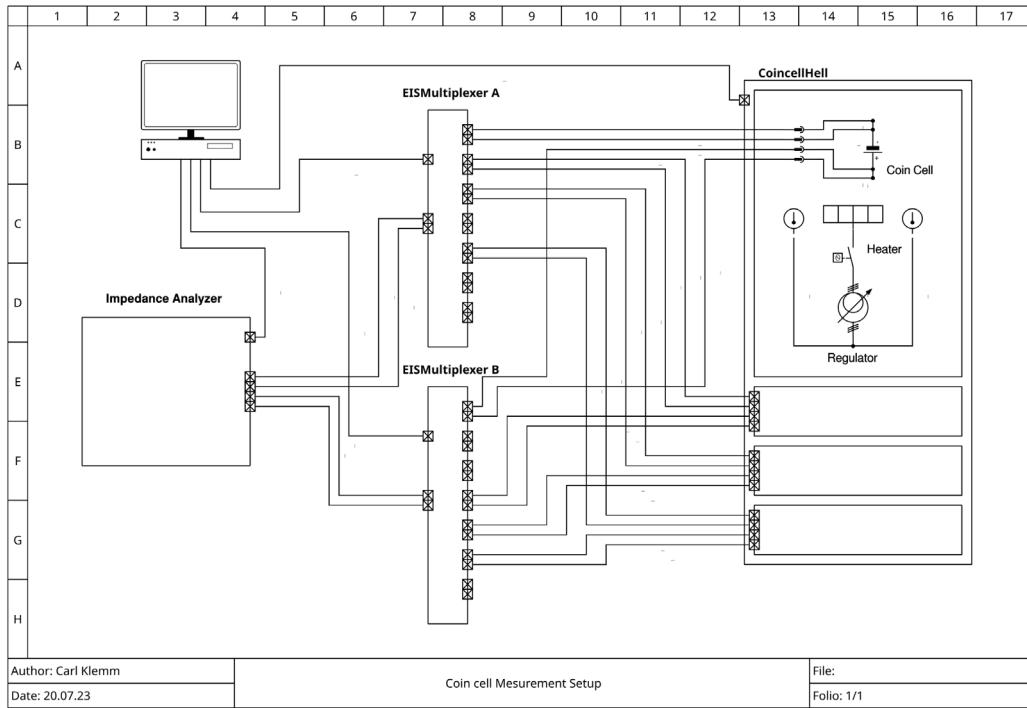 1 2 3 4 5 6 7 8 9 10 11 12 13 14 15 16 17
A
CoincellHell
EISMultiplexer A
B
Coin Cell
C
Heater
D
Impedance Analyzer
Regulator
E
EISMultiplexer B
F
G
H
Author: Carl Klemm
Date: 20.07.23
Coin cell Mesurement Setup
File:
Folio: 1/1